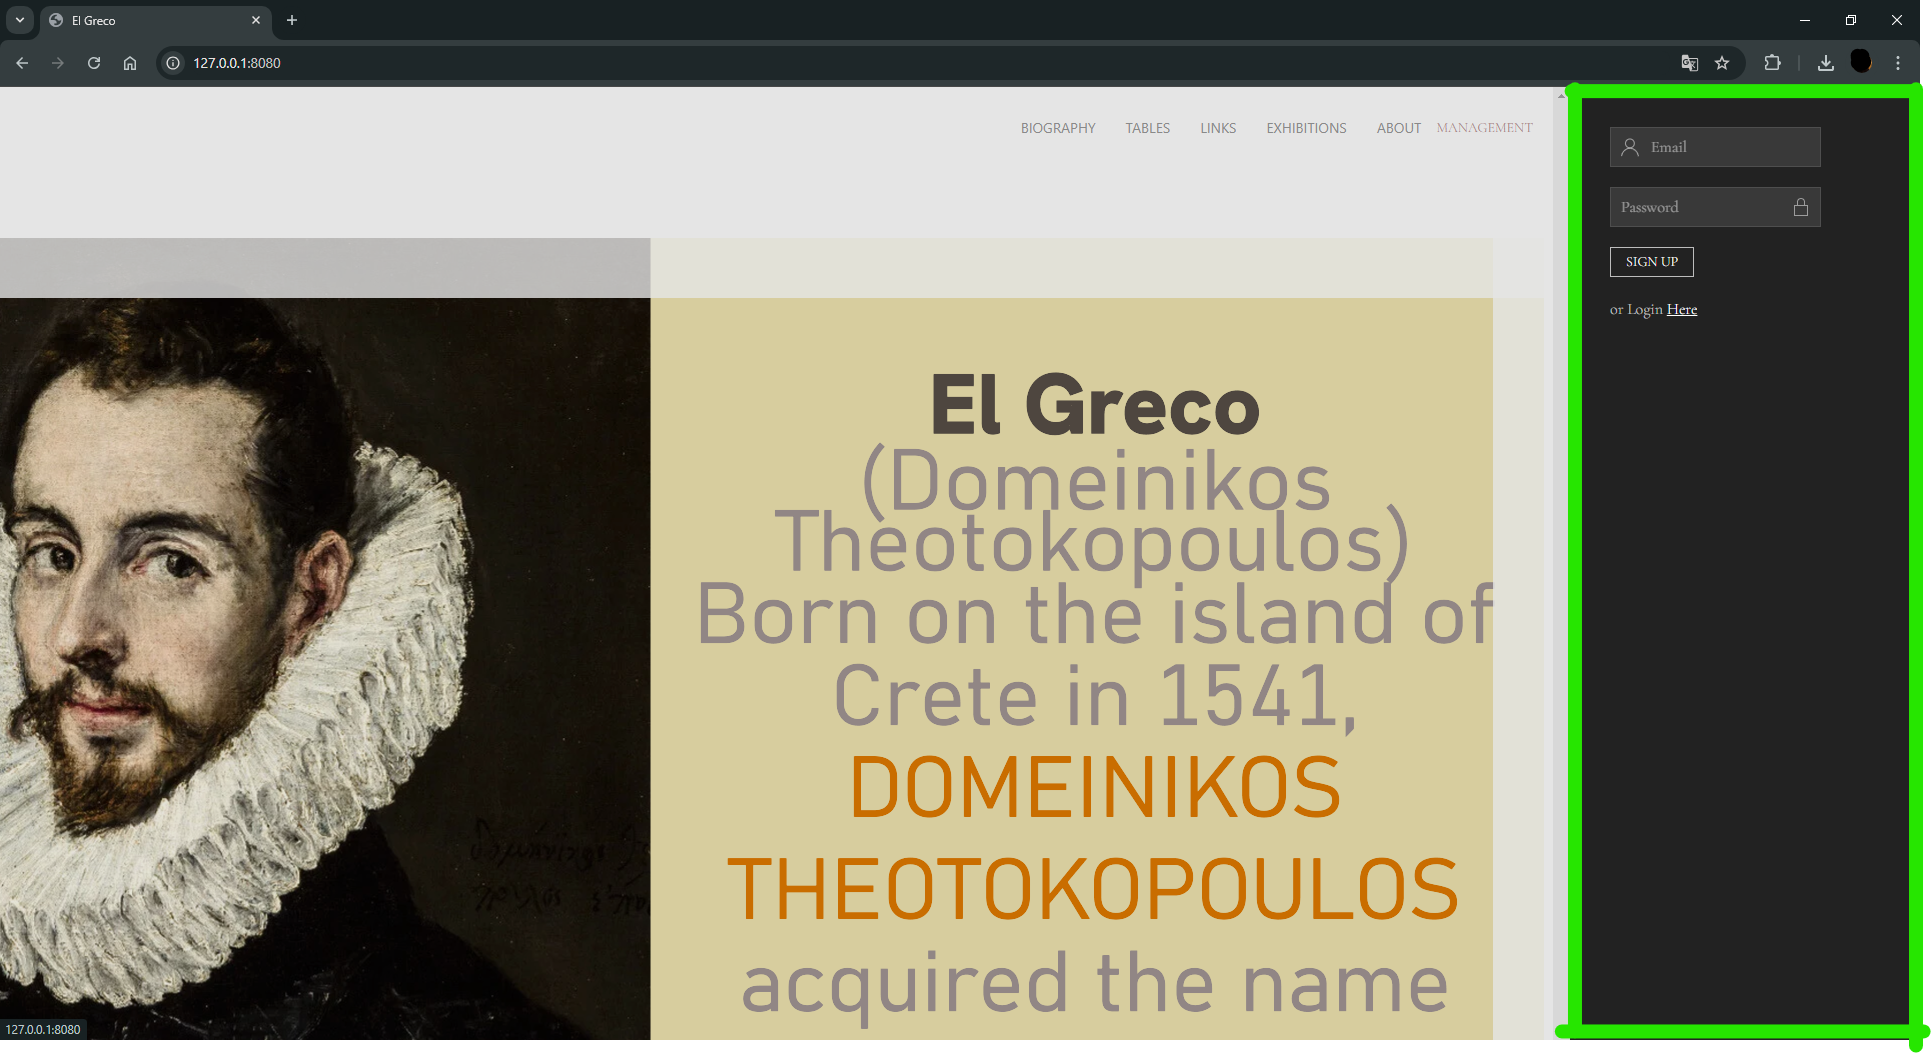 El Greco
127.0.0.1:8080
BIOGRAPHY TABLES LINKS EXHIBITIONS ABOUT MANAGEMENT
Email
Password
SIGN UP
or Login Here
El Greco
(Domeinikos
Theotokopoulos)
Born on the island of
Crete in 1541,
DOMEINIKOS
THEOTOKOPOULOS
acquired the name
127.0.0.1:8080